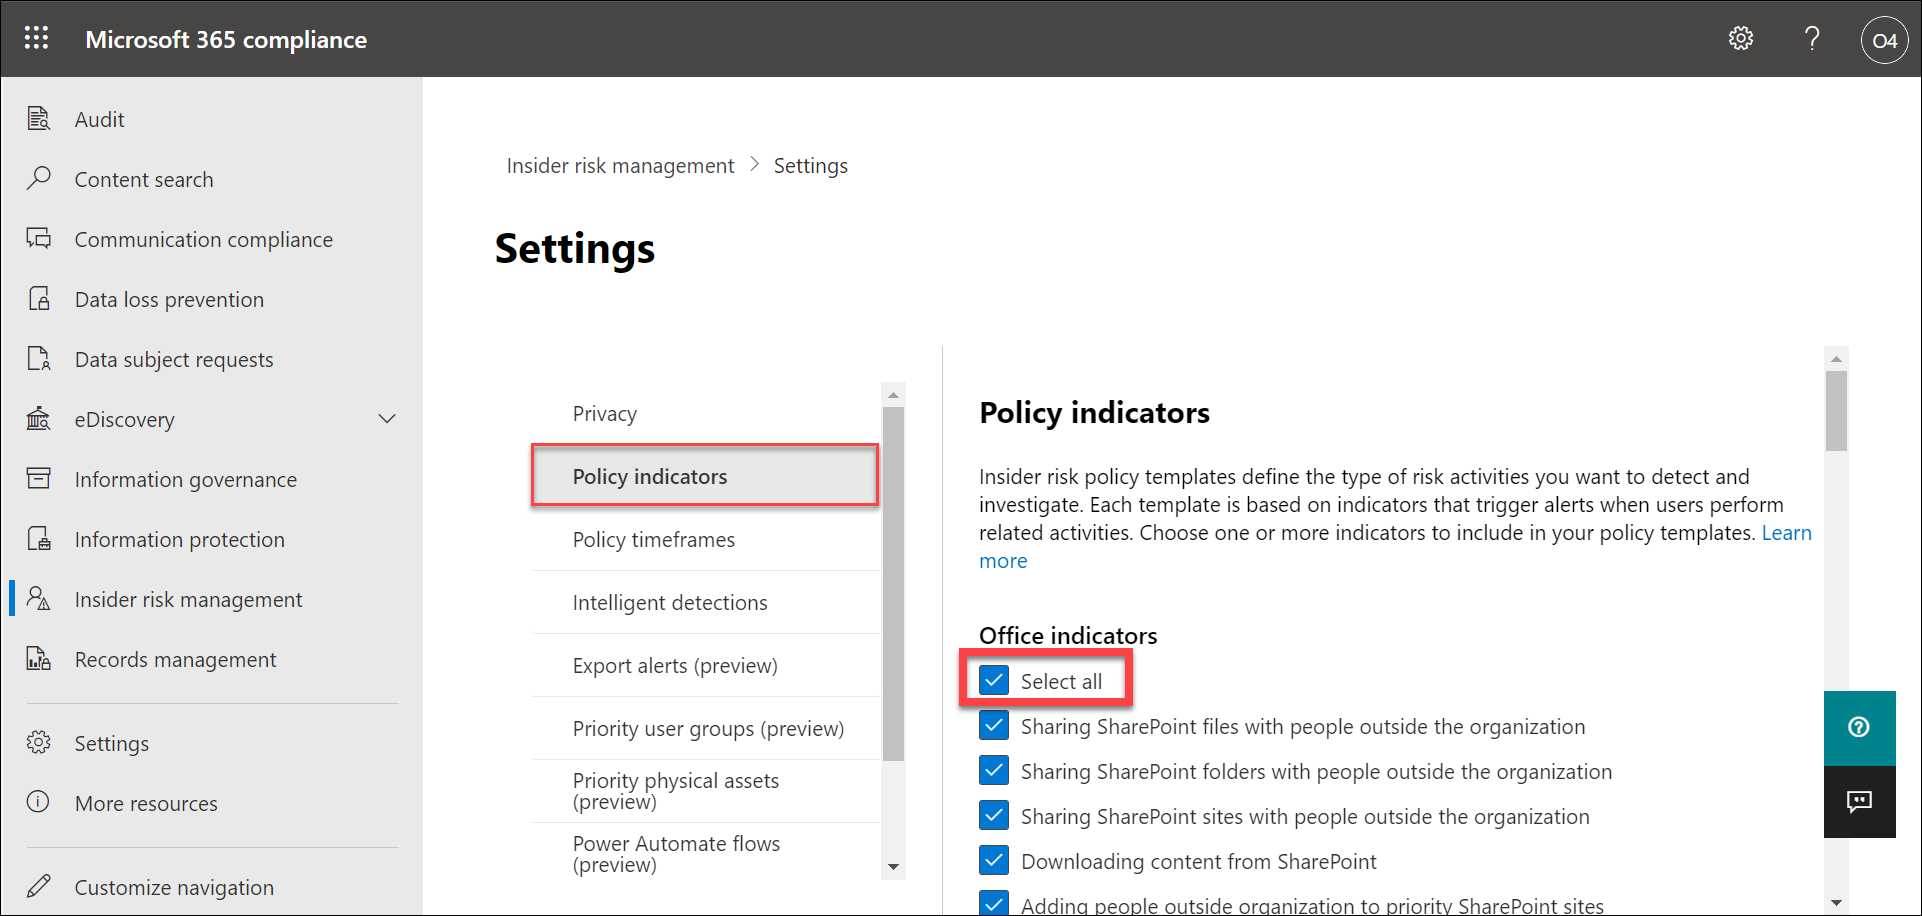 Microsoft 365 compliance
?
O4
Audit
Content search
Communication compliance
Data loss prevention
Data subject requests
eDiscovery
Information governance
Information protection
Insider risk management
Records management
Settings
More resources
Customize navigation
Insider risk management > Settings
Settings
Privacy
Policy indicators
Policy timeframes
Intelligent detections
Export alerts (preview)
Priority user groups (preview)
Priority physical assets
(preview)
Power Automate flows
(preview)
Policy indicators
Insider risk policy templates define the type of risk activities you want to detect and
investigate. Each template is based on indicators that trigger alerts when users perform
related activities. Choose one or more indicators to include in your policy templates. Learn
more
Office indicators
Select all
Sharing SharePoint files with people outside the organization
Sharing SharePoint folders with people outside the organization
Sharing SharePoint sites with people outside the organization
Downloading content from SharePoint
Adding people outside organization to priority SharePoint sites